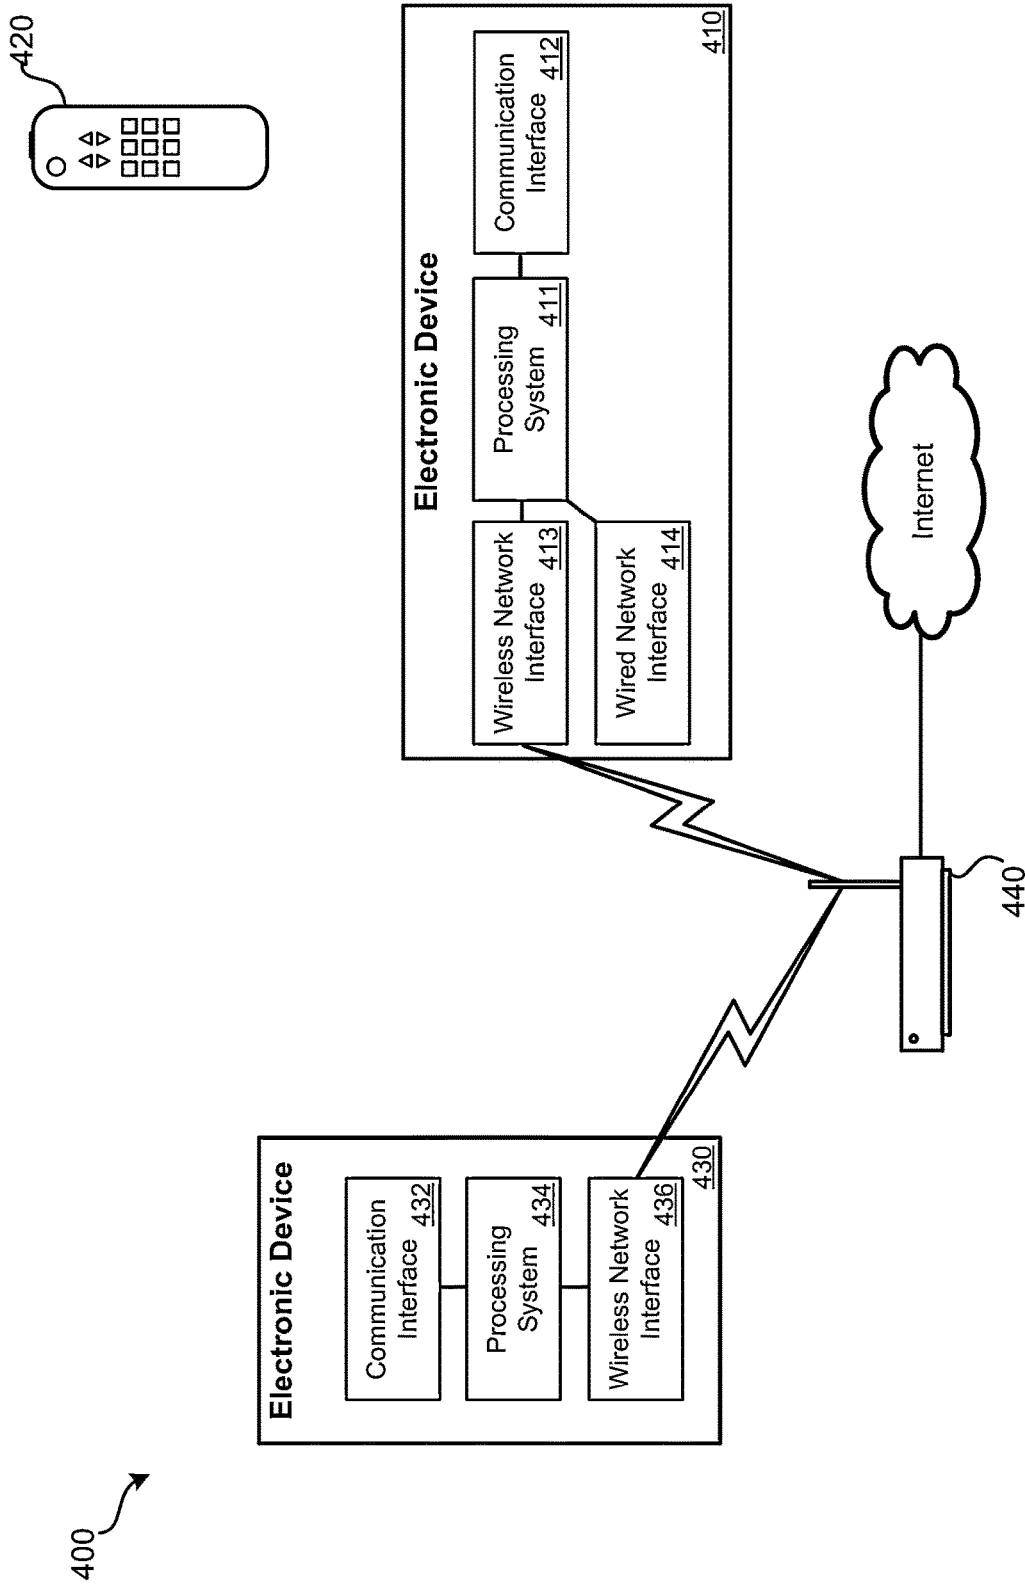 400
Electronic Device
Communication
Interface
432
Processing
System
434
Wireless Network
Interface
436
430
440
Internet
Electronic Device
Wireless Network
Interface
413
Wired Network
Interface
414
Processing
System
411
Communication
Interface
412
410
420